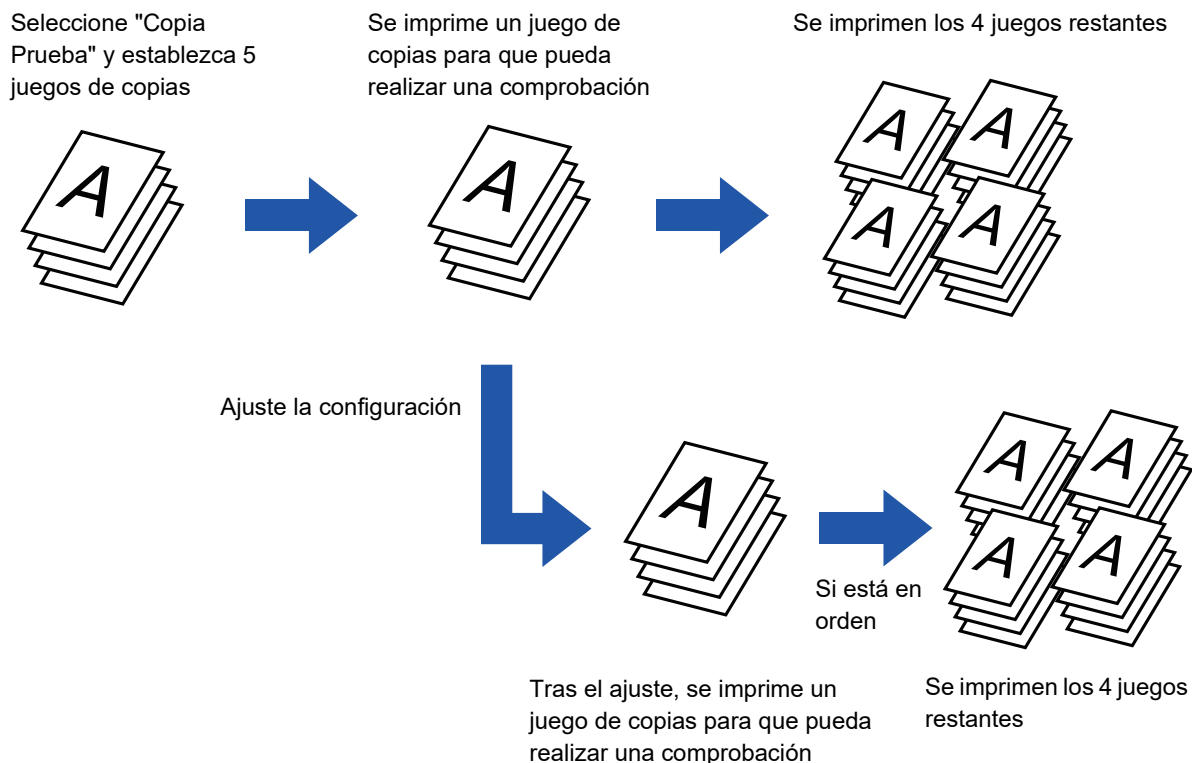 Seleccione "Copia
Prueba" y establezca 5
juegos de copias
Se imprime un juego de
copias para que pueda
realizar una comprobación
Se imprimen los 4 juegos restantes
A
A
A
A
A
A
Ajuste la configuración
A
A
A
A
A
Si está en
orden
Tras el ajuste, se imprime un
juego de copias para que pueda
realizar una comprobación
Se imprimen los 4 juegos
restantes